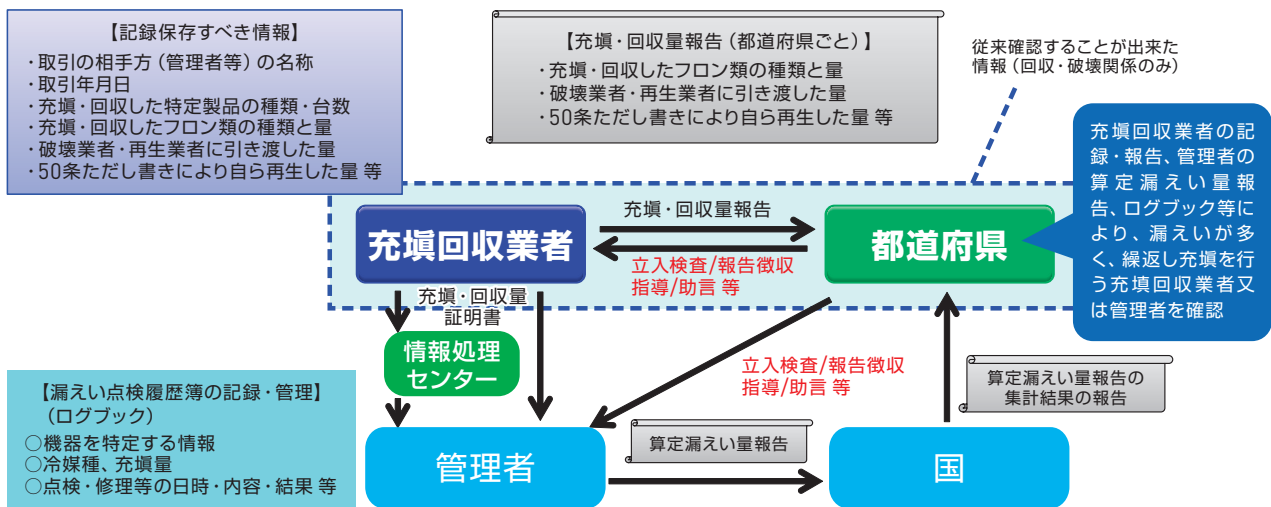 【記録保存すべき情報】
・取引の相手方（管理者等）の名称
・取引年月日
・充塡・回収した特定製品の種類・台数
・充塡・回収したフロン類の種類と量
・破壊業者・再生業者に引き渡した量
・50条ただし書きにより自ら再生した量 等
【充塡・回収量報告（都道府県ごと）】
・充塡・回収したフロン類の種類と量
・破壊業者・再生業者に引き渡した量
・50条ただし書きにより自ら再生した量 等
従来確認することが出来た
情報（回収・破壊関係のみ）
充塡回収業者の記
録・報告、管理者の
算定漏えい量報
告、ログブック等に
より、漏えいが多
く、繰返し充塡を行
う充塡回収業者又
は管理者を確認
充塡回収業者
充塡・回収量報告
立入検査/報告徴収
指導/助言 等
都道府県
充塡・回収量
証明書
情報処理
センター
立入検査/報告徴収
指導/助言 等
算定漏えい量報告の
集計結果の報告
【漏えい点検履歴簿の記録・管理】
（ログブック）
○機器を特定する情報
○冷媒種、充塡量
○点検・修理等の日時・内容・結果 等
管理者
算定漏えい量報告
国